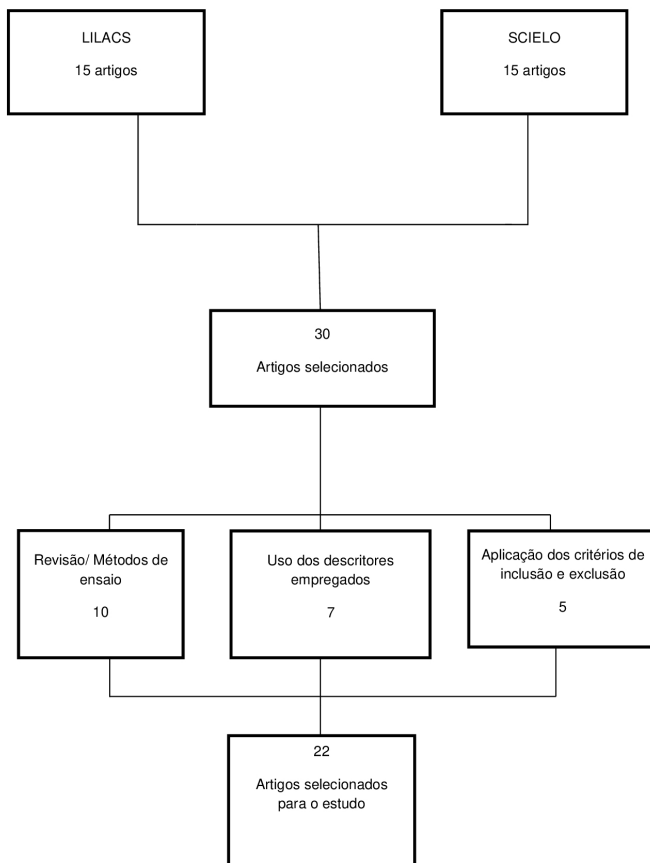 LILACS
15 artigos
SCIELO
15 artigos
30
Artigos selecionados
Revisão/ Métodos de
ensaio
10
Uso dos descritores
empregados
7
Aplicação dos critérios de
inclusão e exclusão
5
22
Artigos selecionados
para o estudo